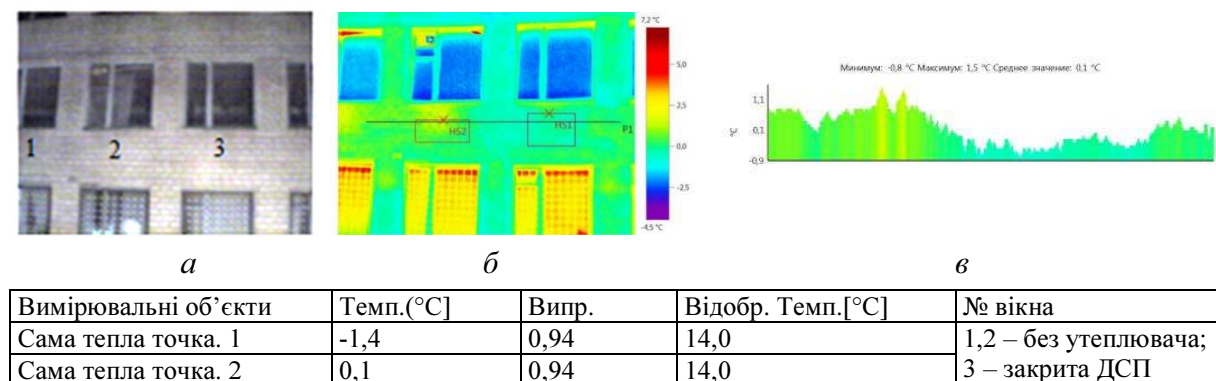 1 2 3
7,2 °C
5,0
2,5
0,0
-2,5
-4,5 °C
HS2 HS1 P1
Минимум: -0,8 °C Максимум: 1,5 °C Среднее значение: 0,1 °C
°C
1,1
0,1
-0,9
а б в
Вимірювальні об’єкти Темп.(°C] Випр. Відобр. Темп.[°C] № вікна
Сама тепла точка. 1 -1,4 0,94 14,0 1,2 – без утеплювача;
Сама тепла точка. 2 0,1 0,94 14,0 3 – закрита ДСП